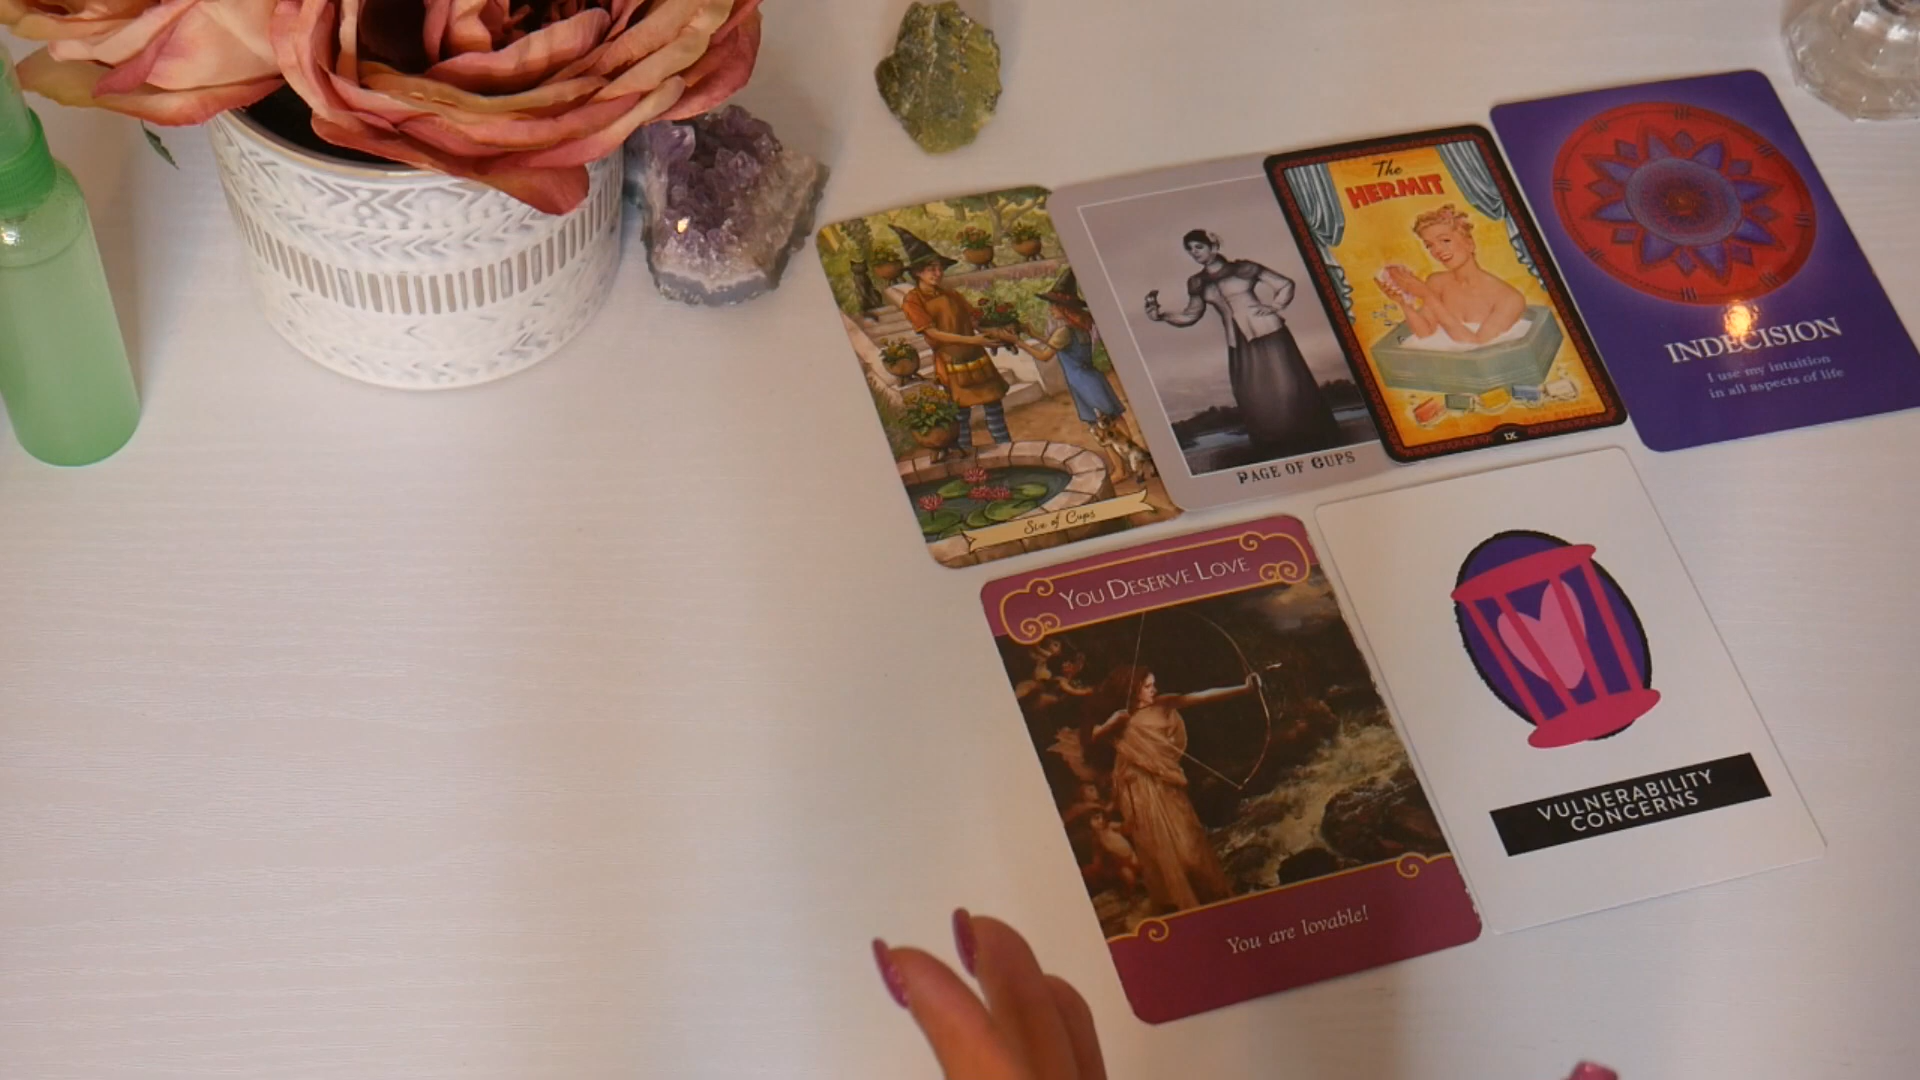 Six of Cups
PAGE OF CUPS
The
HERMIT
IX
INDECISION
I use my intuition
in all aspects of life
YOU DESERVE LOVE
You are lovable!
VULNERABILITY
CONCERNS